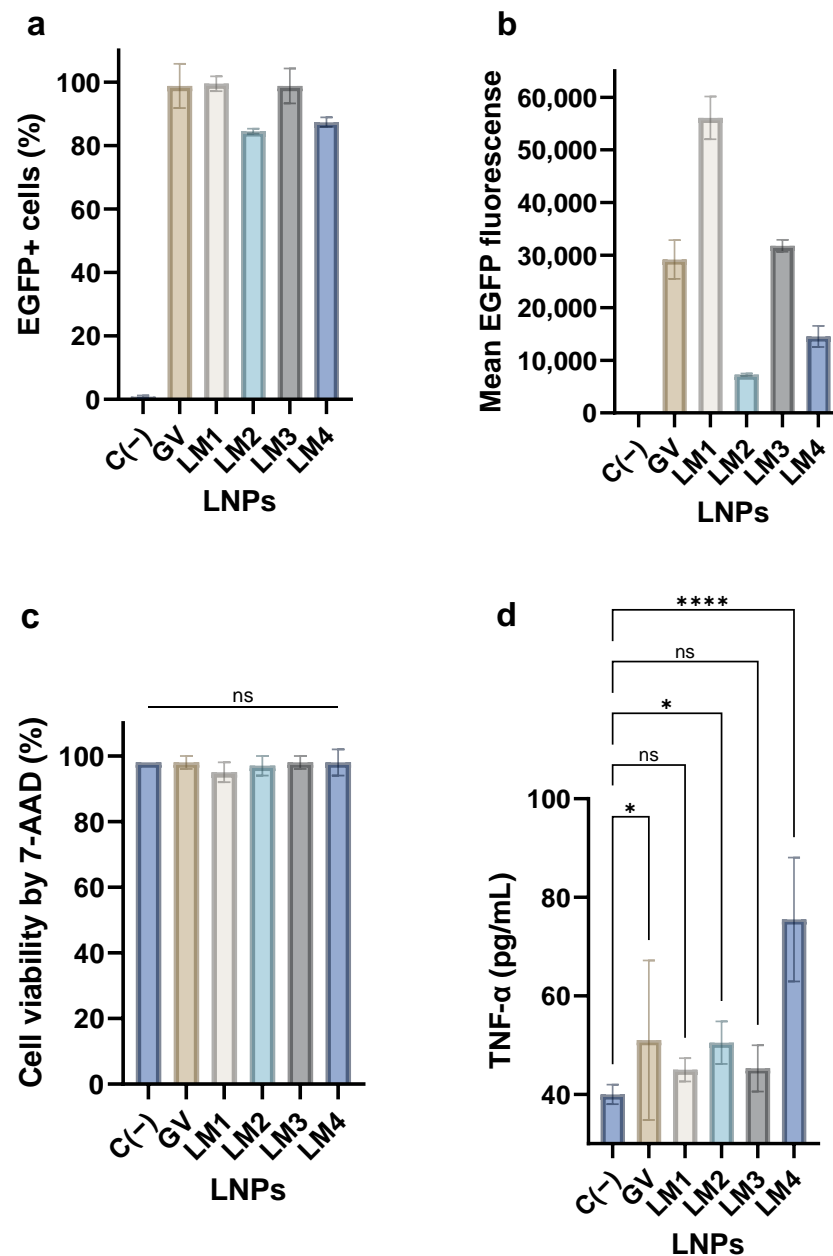 a
EGFP+ cells (%)
100
80
60
40
20
0
C(−)
GV
LM1
LM2
LM3
LM4
LNPs
b
Mean EGFP fluorescense
60,000
50,000
40,000
30,000
20,000
10,000
0
C(−)
GV
LM1
LM2
LM3
LM4
LNPs
c
ns
Cell viability by 7-AAD (%)
100
80
60
40
20
0
C(−)
GV
LM1
LM2
LM3
LM4
LNPs
d
****
ns
*
ns
*
TNF-α (pg/mL)
100
80
60
40
C(−)
GV
LM1
LM2
LM3
LM4
LNPs